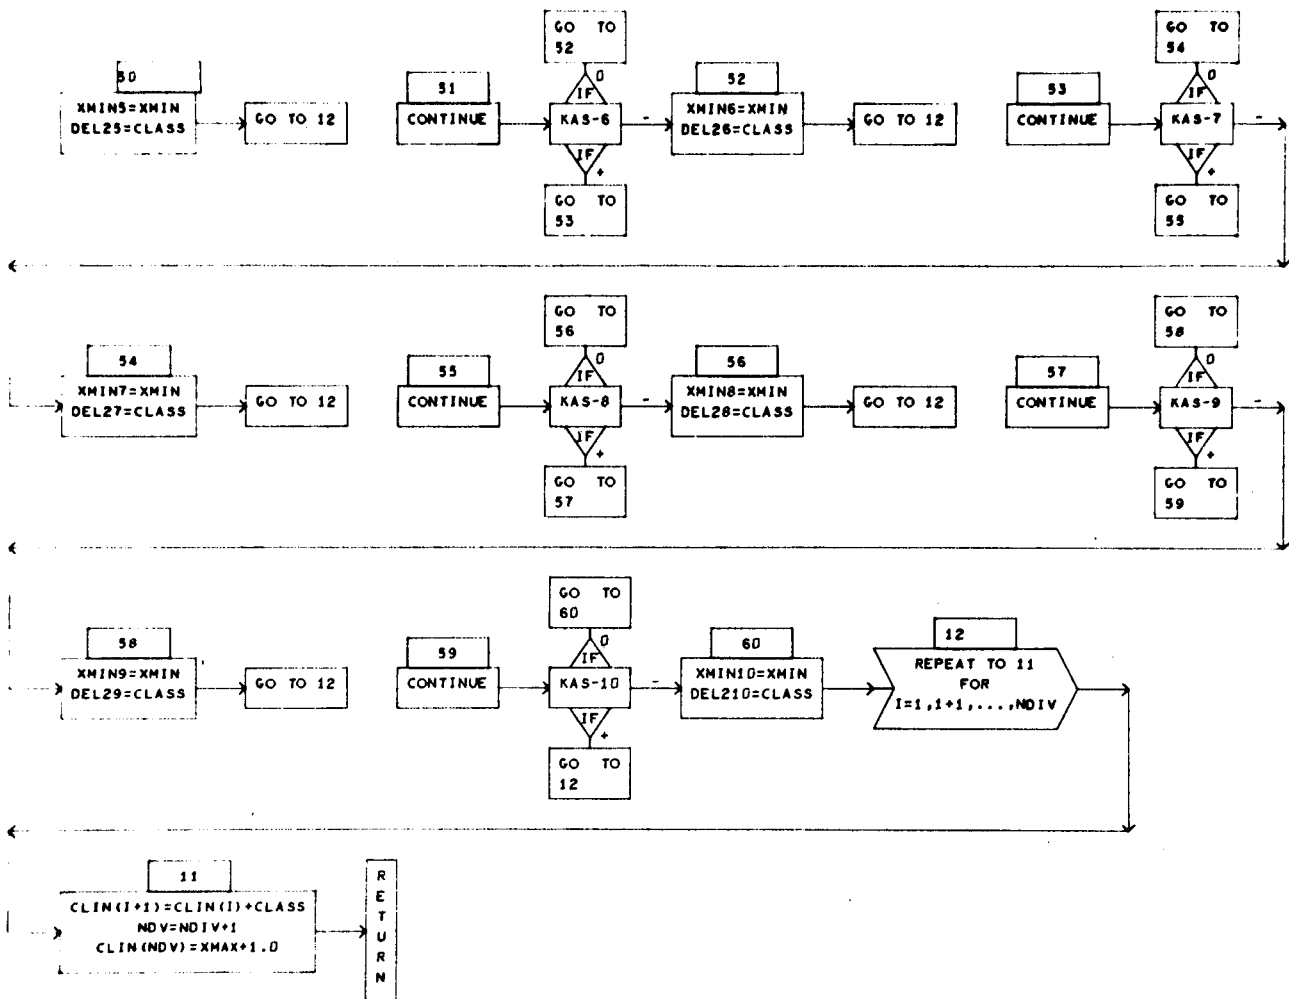 GO TO
52
0
IF
50
XMIN5=XMIN
DEL25=CLASS
GO TO 12
51
CONTINUE
KAS-6
-
IF
+
GO TO
53
52
XMIN6=XMIN
DEL26=CLASS
GO TO 12
53
CONTINUE
GO TO
54
0
IF
KAS-7
-
IF
+
GO TO
55
54
XMIN7=XMIN
DEL27=CLASS
GO TO 12
55
CONTINUE
GO TO
56
0
IF
KAS-8
-
IF
+
GO TO
57
56
XMIN8=XMIN
DEL28=CLASS
GO TO 12
57
CONTINUE
GO TO
58
0
IF
KAS-9
-
IF
+
GO TO
59
58
XMIN9=XMIN
DEL29=CLASS
GO TO 12
59
CONTINUE
GO TO
60
0
IF
KAS-10
-
IF
+
GO TO
12
60
XMIN10=XMIN
DEL210=CLASS
12
REPEAT TO 11
FOR
I=1,1+1,...,NDIV
11
CLIN(I+1)=CLIN(I)+CLASS
NDV=NDIV+1
CLIN(NDV)=XMAX+1.0
RETURN